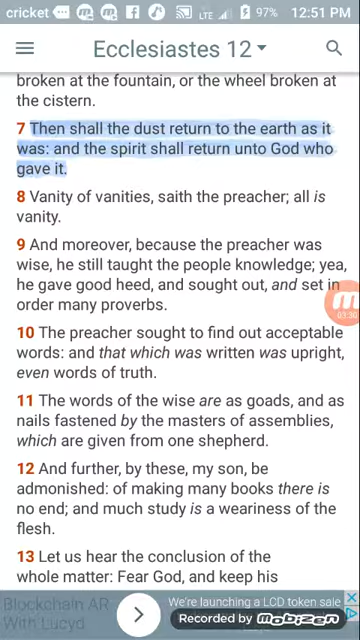 cricket LTE 97% 12:51 PM
Ecclesiastes 12
broken at the fountain, or the wheel broken at
the cistern.
7 Then shall the dust return to the earth as it
was: and the spirit shall return unto God who
gave it.
8 Vanity of vanities, saith the preacher; all is
vanity.
9 And moreover, because the preacher was
wise, he still taught the people knowledge; yea,
he gave good heed, and sought out, and set in
order many proverbs.
03:30
10 The preacher sought to find out acceptable
words: and that which was written was upright,
even words of truth.
11 The words of the wise are as goads, and as
nails fastened by the masters of assemblies,
which are given from one shepherd.
12 And further, by these, my son, be
admonished: of making many books there is
no end; and much study is a weariness of the
flesh.
13 Let us hear the conclusion of the
whole matter: Fear God, and keep his
Blockchain AR
With Lucyd
We're launching a LCD token sale
Recorded by
mobizen